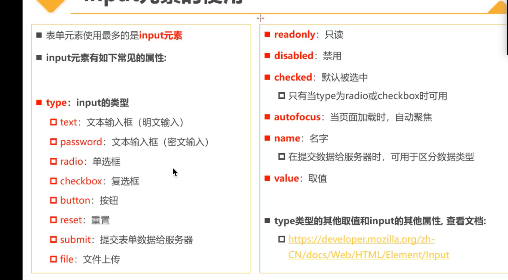 input元素的使用
表单元素使用最多的是input元素
input元素有如下常见的属性:
type：input的类型
text：文本输入框（明文输入）
password：文本输入框（密文输入）
radio：单选框
checkbox：复选框
button：按钮
reset：重置
submit：提交表单数据给服务器
file：文件上传
readonly：只读
disabled：禁用
checked：默认被选中
只有当type为radio或checkbox时可用
autofocus：当页面加载时，自动聚焦
name：名字
在提交数据给服务器时，可用于区分数据类型
value：取值
type类型的其他取值和input的其他属性, 查看文档:
https://developer.mozilla.org/zh-
CN/docs/Web/HTML/Element/Input